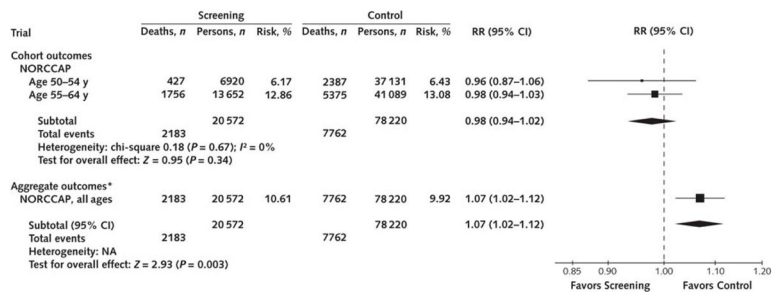 Screening Control
Trial Deaths, n Persons, n Risk, % Deaths, n Persons, n Risk, % RR (95% CI) RR (95% CI)
Cohort outcomes
NORCCAP
Age 50–54 y 427 6920 6.17 2387 37 131 6.43 0.96 (0.87–1.06)
Age 55–64 y 1756 13 652 12.86 5375 41 089 13.08 0.98 (0.94–1.03)
Subtotal 20 572 78 220 0.98 (0.94–1.02)
Total events 2183 7762
Heterogeneity: chi-square 0.18 (P = 0.67); I² = 0%
Test for overall effect: Z = 0.95 (P = 0.34)
Aggregate outcomes*
NORCCAP, all ages 2183 20 572 10.61 7762 78 220 9.92 1.07 (1.02–1.12)
Subtotal (95% CI) 20 572 78 220 1.07 (1.02–1.12)
Total events 2183 7762
Heterogeneity: NA
Test for overall effect: Z = 2.93 (P = 0.003)
0.85 0.90 1.00 1.10 1.20
Favors Screening Favors Control